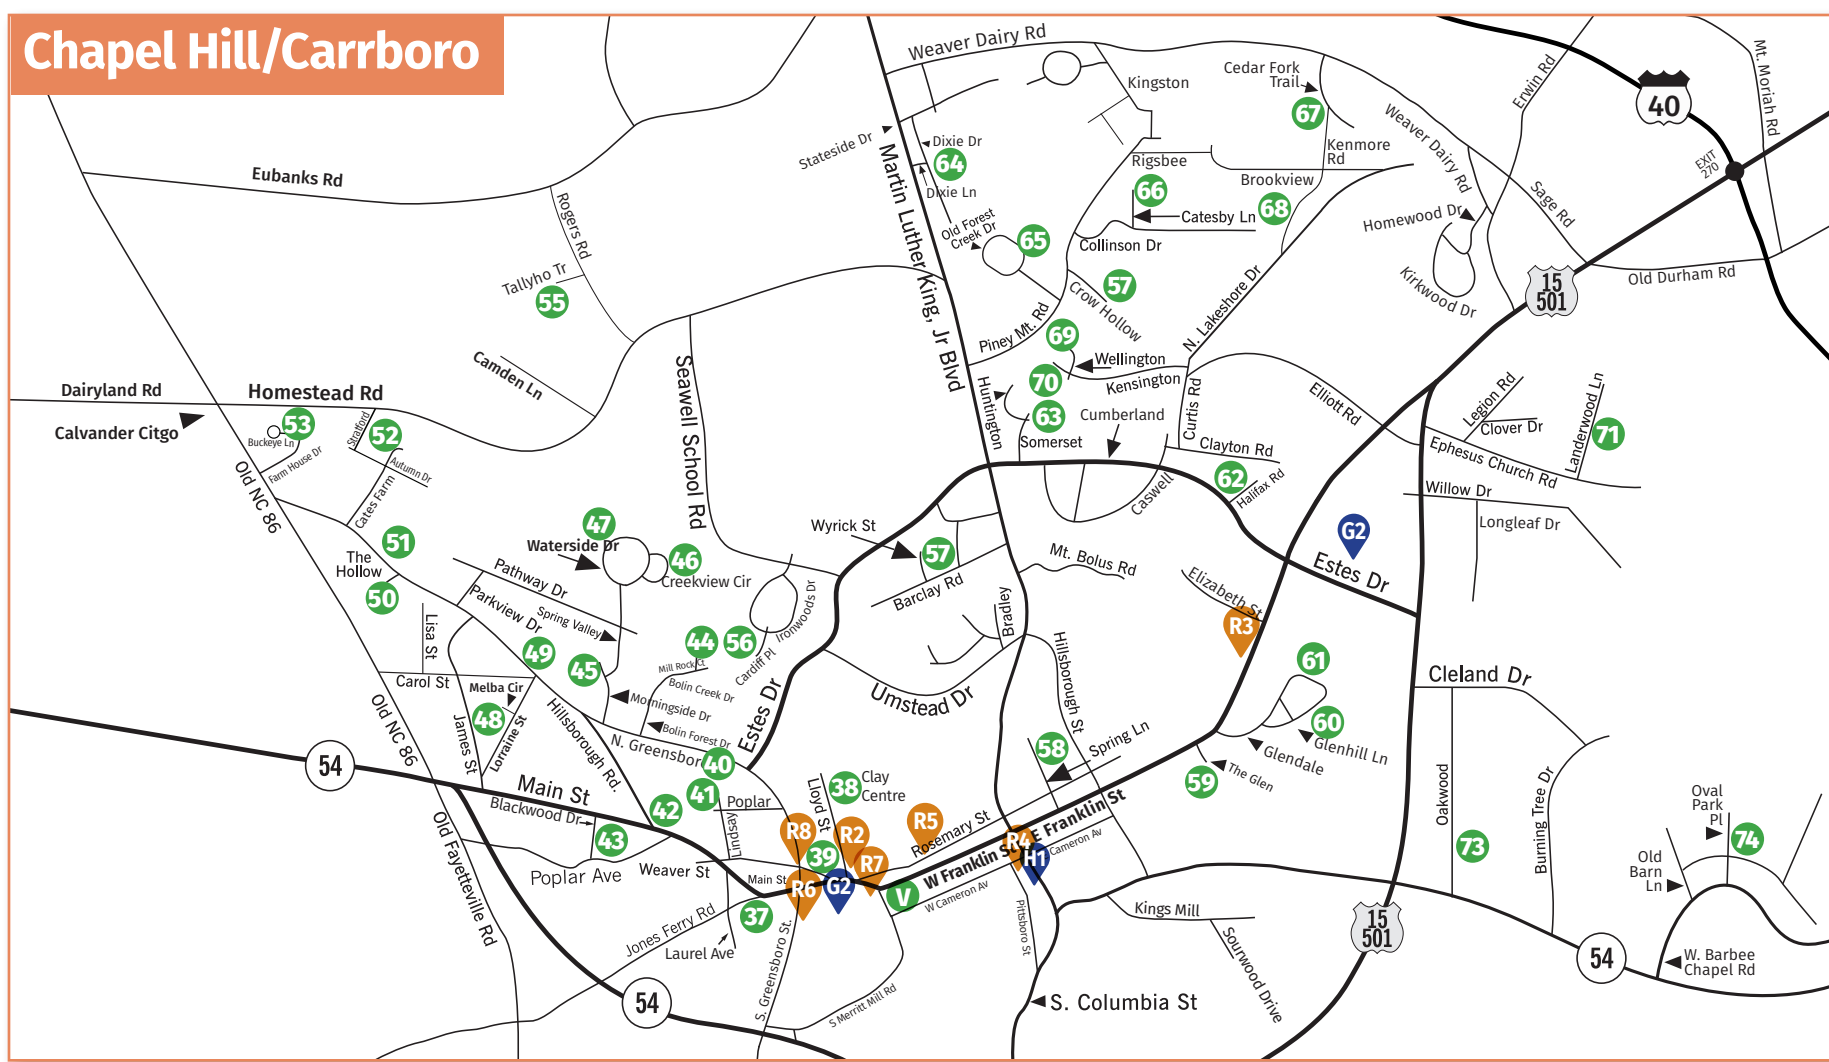 Chapel Hill/Carrboro
Weaver Dairy Rd
Kingston
Cedar Fork
Trail
67
Erwin Rd
40
Mt. Moriah Rd
EXIT
270
Stateside Dr
Dixie Dr
64
Dixie Ln
Weaver Dairy Rd
Kenmore
Rd
Rigsbee
66
Brookview
68
Catesby Ln
Collinson Dr
Homewood Dr
Sage Rd
Eubanks Rd
Rogers Rd
Tallyho Tr
55
Martin Luther King, Jr Blvd
Old Forest
Creek Dr
65
57
Crow Hollow
N. Lakeshore Dr
Kirkwood Dr
15
501
Old Durham Rd
Piney Mt. Rd
69
Wellington
70
Kensington
Huntington
63
Somerset
Cumberland
Curtis Rd
Clayton Rd
Elliott Rd
Legion Rd
Clover Dr
Landerwood Ln
71
Ephesus Church Rd
Camden Ln
Dairyland Rd
Homestead Rd
Calvander Citgo
53
Buckeye Ln
Farm House Dr
Stratford
52
Autumn Dr
Cates Farm
Seawell School Rd
Old NC 86
62
Halifax Rd
Caswell
Willow Dr
Longleaf Dr
51
The
Hollow
50
47
Waterside Dr
46
Creekview Cir
Wyrick St
57
Barclay Rd
Mt. Bolus Rd
G2
Estes Dr
Pathway Dr
Parkview Dr
Spring Valley
Ironwoods Dr
Elizabeth St
R3
Bradley
Lisa St
49
45
44
56
Mill Rock Ct
Cardiff Pl
Bolin Creek Dr
Morningside Dr
Bolin Forest Dr
Carol St
Melba Cir
48
Lorraine St
James St
Hillsborough Rd.
Old NC 86
Estes Dr
Umstead Dr
Hillsborough St
61
60
Glenhill Ln
Glendale
Cleland Dr
58
Spring Ln
59
The Glen
54
N. Greensboro
40
41
Poplar
Lindsay
Lloyd St
38
Clay
Centre
Main St
Blackwood Dr
42
43
Poplar Ave
Weaver St
R8
R2
R5
39
R7
Rosemary St
W Franklin St
E Franklin St
R4
H1
Cameron Av
Main St
R6
G2
V
W Cameron Av
37
Laurel Ave
Jones Ferry Rd
S. Greensboro St.
Old Fayetteville Rd
54
S Merritt Mill Rd
Pittsboro St
S. Columbia St
Kings Mill
Sourwood Drive
15
501
Oakwood
73
Burning Tree Dr
54
Oval
Park
Pl
74
Old
Barn
Ln
W. Barbee
Chapel Rd